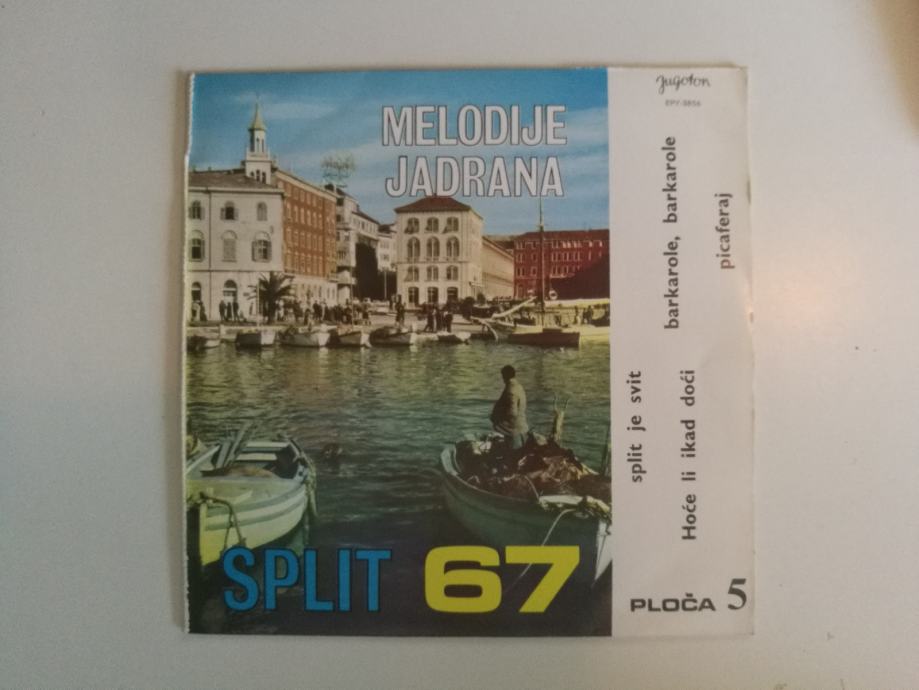 MELODIJE
JADRANA
SPLIT 67
Jugoton
EPY-3856
split je svit
barkarole, barkarole
Hoće li ikad doći
picaferaj
PLOČA 5